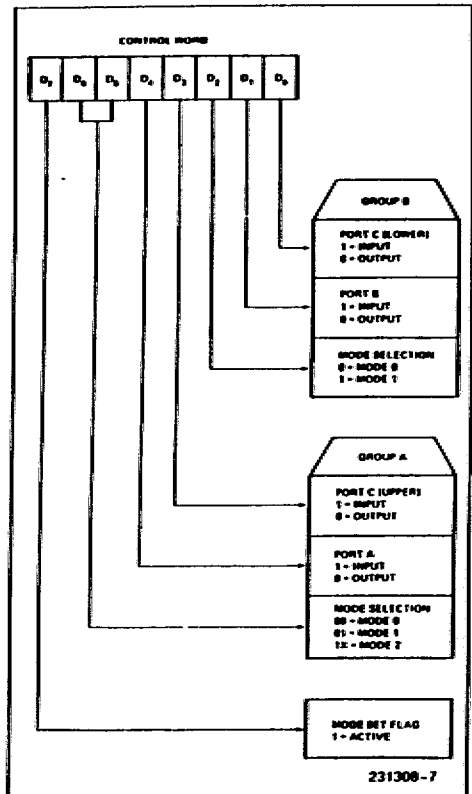 CONTROL WORD
D7 D6 D5 D4 D3 D2 D1 D0
GROUP B
PORT C (LOWER)
1 = INPUT
0 = OUTPUT
PORT B
1 = INPUT
0 = OUTPUT
MODE SELECTION
0 = MODE 0
1 = MODE 1
GROUP A
PORT C (UPPER)
1 = INPUT
0 = OUTPUT
PORT A
1 = INPUT
0 = OUTPUT
MODE SELECTION
00 = MODE 0
01 = MODE 1
1X = MODE 2
MODE SET FLAG
1 = ACTIVE
231308-7